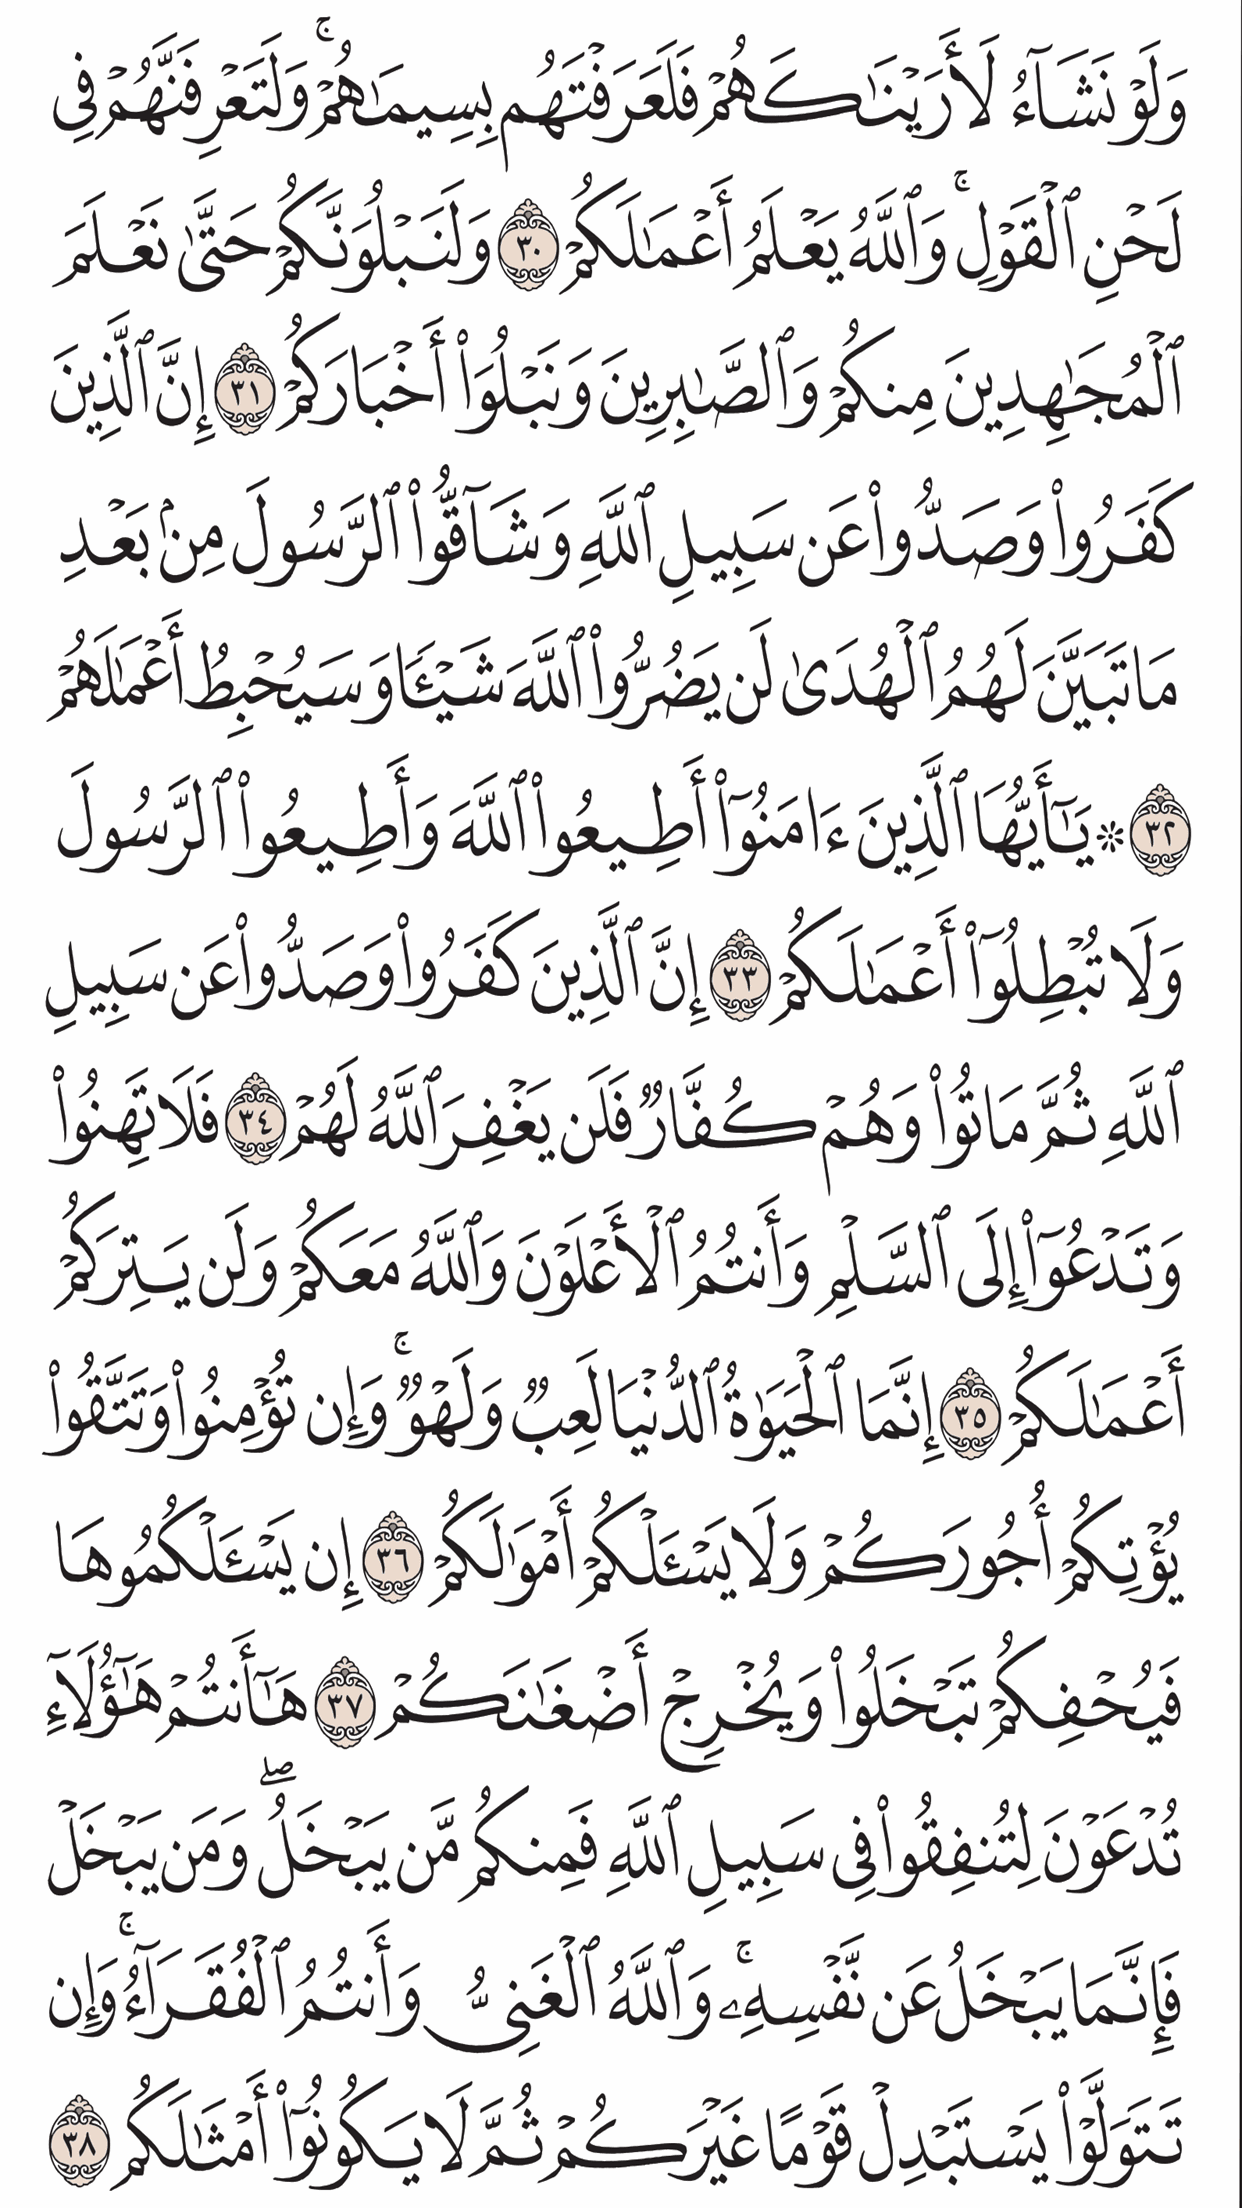 وَلَوْ نَشَآءُ لَأَرَيْنَـٰكَهُمْ فَلَعَرَفْتَهُم بِسِيمَـٰهُمْ ۚ وَلَتَعْرِفَنَّهُمْ فِى
لَحْنِ ٱلْقَوْلِ ۚ وَٱللَّهُ يَعْلَمُ أَعْمَـٰلَكُمْ ٣٠ وَلَنَبْلُوَنَّكُمْ حَتَّىٰ نَعْلَمَ
ٱلْمُجَـٰهِدِينَ مِنكُمْ وَٱلصَّـٰبِرِينَ وَنَبْلُوَا۟ أَخْبَارَكُمْ ٣١ إِنَّ ٱلَّذِينَ
كَفَرُوا۟ وَصَدُّوا۟ عَن سَبِيلِ ٱللَّهِ وَشَآقُّوا۟ ٱلرَّسُولَ مِنۢ بَعْدِ
مَا تَبَيَّنَ لَهُمُ ٱلْهُدَىٰ لَن يَضُرُّوا۟ ٱللَّهَ شَيْـًٔا وَسَيُحْبِطُ أَعْمَـٰلَهُمْ
٣٢ ۞ يَـٰٓأَيُّهَا ٱلَّذِينَ ءَامَنُوٓا۟ أَطِيعُوا۟ ٱللَّهَ وَأَطِيعُوا۟ ٱلرَّسُولَ
وَلَا تُبْطِلُوٓا۟ أَعْمَـٰلَكُمْ ٣٣ إِنَّ ٱلَّذِينَ كَفَرُوا۟ وَصَدُّوا۟ عَن سَبِيلِ
ٱللَّهِ ثُمَّ مَاتُوا۟ وَهُمْ كُفَّارٌ فَلَن يَغْفِرَ ٱللَّهُ لَهُمْ ٣٤ فَلَا تَهِنُوا۟
وَتَدْعُوٓا۟ إِلَى ٱلسَّلْمِ وَأَنتُمُ ٱلْأَعْلَوْنَ وَٱللَّهُ مَعَكُمْ وَلَن يَتِرَكُمْ
أَعْمَـٰلَكُمْ ٣٥ إِنَّمَا ٱلْحَيَوٰةُ ٱلدُّنْيَا لَعِبٌ وَلَهْوٌ ۚ وَإِن تُؤْمِنُوا۟ وَتَتَّقُوا۟
يُؤْتِكُمْ أُجُورَكُمْ وَلَا يَسْـَٔلْكُمْ أَمْوَٰلَكُمْ ٣٦ إِن يَسْـَٔلْكُمُوهَا
فَيُحْفِكُمْ تَبْخَلُوا۟ وَيُخْرِجْ أَضْغَـٰنَكُمْ ٣٧ هَـٰٓأَنتُمْ هَـٰٓؤُلَآءِ
تُدْعَوْنَ لِتُنفِقُوا۟ فِى سَبِيلِ ٱللَّهِ فَمِنكُم مَّن يَبْخَلُ ۖ وَمَن يَبْخَلْ
فَإِنَّمَا يَبْخَلُ عَن نَّفْسِهِۦ ۚ وَٱللَّهُ ٱلْغَنِىُّ وَأَنتُمُ ٱلْفُقَرَآءُ ۚ وَإِن
تَتَوَلَّوْا۟ يَسْتَبْدِلْ قَوْمًا غَيْرَكُمْ ثُمَّ لَا يَكُونُوٓا۟ أَمْثَـٰلَكُم ٣٨